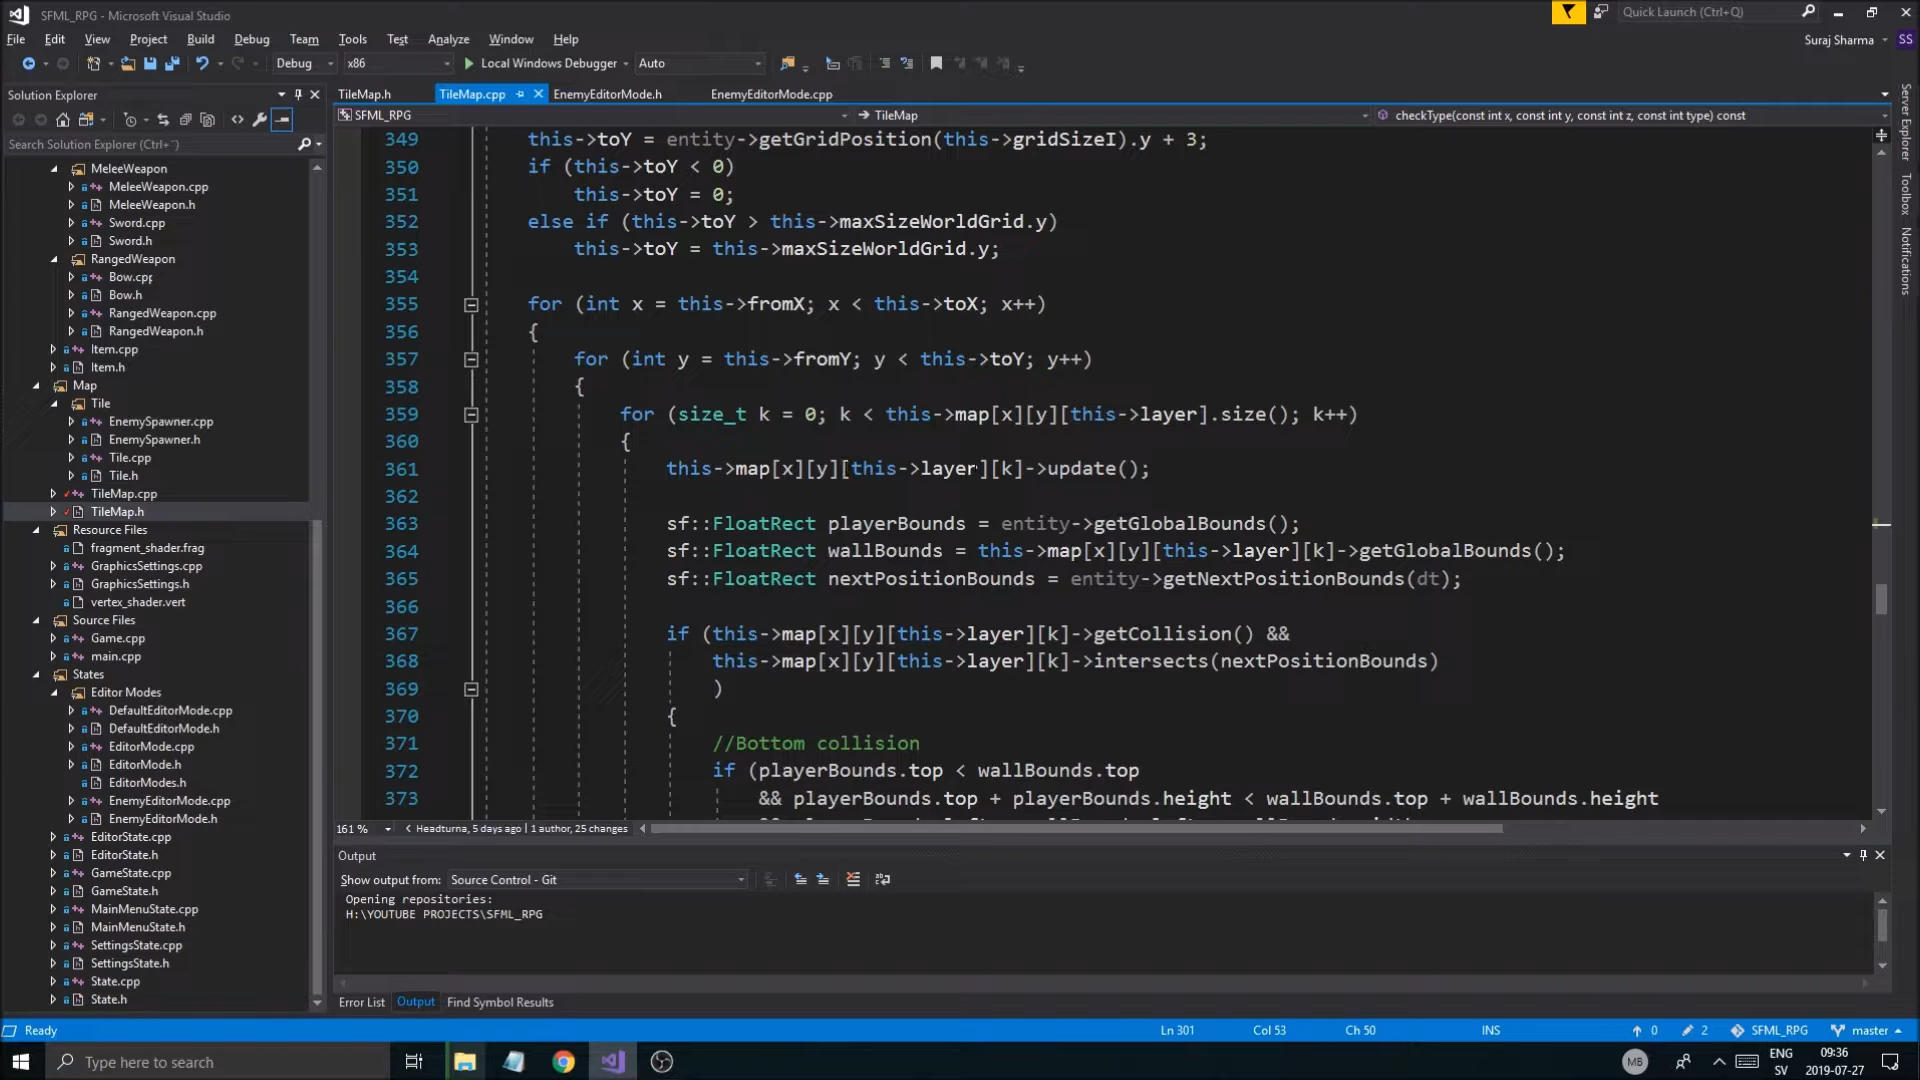 SFML_RPG - Microsoft Visual Studio
Quick Launch (Ctrl+Q)
File Edit View Project Build Debug Team Tools Test Analyze Window Help
Suraj Sharma SS
Debug x86 Local Windows Debugger Auto
Solution Explorer
Search Solution Explorer (Ctrl+¨)
MeleeWeapon
MeleeWeapon.cpp
MeleeWeapon.h
Sword.cpp
Sword.h
RangedWeapon
Bow.cpp
Bow.h
RangedWeapon.cpp
RangedWeapon.h
Item.cpp
Item.h
Map
Tile
EnemySpawner.cpp
EnemySpawner.h
Tile.cpp
Tile.h
TileMap.cpp
TileMap.h
Resource Files
fragment_shader.frag
GraphicsSettings.cpp
GraphicsSettings.h
vertex_shader.vert
Source Files
Game.cpp
main.cpp
States
Editor Modes
DefaultEditorMode.cpp
DefaultEditorMode.h
EditorMode.cpp
EditorMode.h
EditorModes.h
EnemyEditorMode.cpp
EnemyEditorMode.h
EditorState.cpp
EditorState.h
GameState.cpp
GameState.h
MainMenuState.cpp
MainMenuState.h
SettingsState.cpp
SettingsState.h
State.cpp
State.h
TileMap.h TileMap.cpp EnemyEditorMode.h EnemyEditorMode.cpp
SFML_RPG TileMap checkType(const int x, const int y, const int z, const int type) const
349 this->toY = entity->getGridPosition(this->gridSizeI).y + 3;
350 if (this->toY < 0)
351 this->toY = 0;
352 else if (this->toY > this->maxSizeWorldGrid.y)
353 this->toY = this->maxSizeWorldGrid.y;
354
355 for (int x = this->fromX; x < this->toX; x++)
356 {
357 for (int y = this->fromY; y < this->toY; y++)
358 {
359 for (size_t k = 0; k < this->map[x][y][this->layer].size(); k++)
360 {
361 this->map[x][y][this->layer][k]->update();
362
363 sf::FloatRect playerBounds = entity->getGlobalBounds();
364 sf::FloatRect wallBounds = this->map[x][y][this->layer][k]->getGlobalBounds();
365 sf::FloatRect nextPositionBounds = entity->getNextPositionBounds(dt);
366
367 if (this->map[x][y][this->layer][k]->getCollision() &&
368 this->map[x][y][this->layer][k]->intersects(nextPositionBounds)
369 )
370 {
371 //Bottom collision
372 if (playerBounds.top < wallBounds.top
373 && playerBounds.top + playerBounds.height < wallBounds.top + wallBounds.height
161 % Headturna, 5 days ago | 1 author, 25 changes
Output
Show output from: Source Control - Git
Opening repositories:
H:\YOUTUBE PROJECTS\SFML_RPG
Error List Output Find Symbol Results
Server Explorer
Toolbox
Notifications
Ready Ln 301 Col 53 Ch 50 INS 0 2 SFML_RPG master
Type here to search
MB
ENG
SV
09:36
2019-07-27